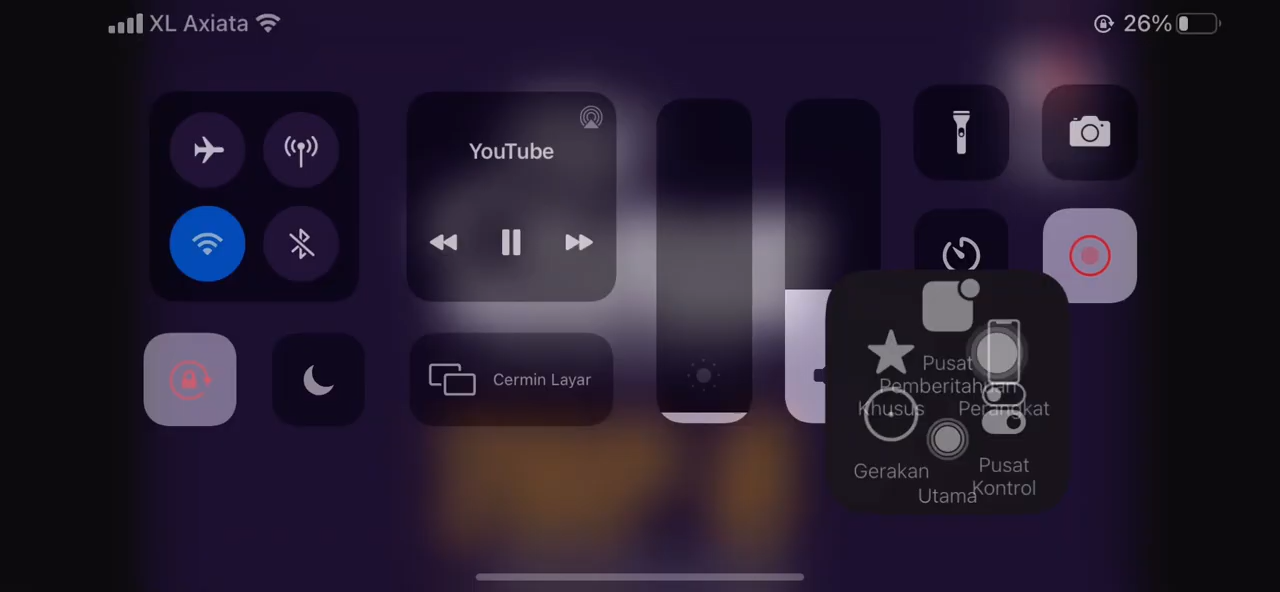 XL Axiata
26%
YouTube
Cermin Layar
Pusat
Pemberitahuan
Khusus
Perangkat
Gerakan
Pusat
Kontrol
Utama